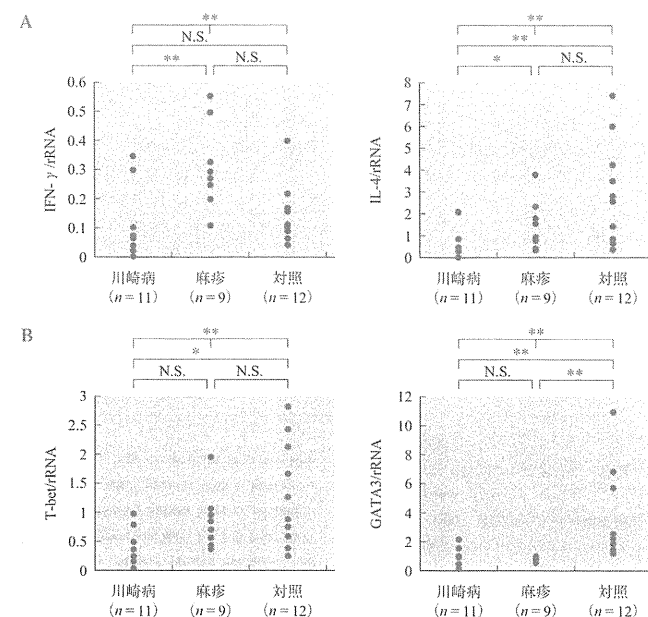 A
**
N.S.
** N.S.
IFN-γ/rRNA
0.6
0.5
0.4
0.3
0.2
0.1
0
川崎病 麻疹 対照
(n=11) (n=9) (n=12)
**
**
* N.S.
IL-4/rRNA
8
7
6
5
4
3
2
1
0
川崎病 麻疹 対照
(n=11) (n=9) (n=12)
B
**
*
N.S. N.S.
T-bet/rRNA
3
2.5
2
1.5
1
0.5
0
川崎病 麻疹 対照
(n=11) (n=9) (n=12)
**
**
N.S. **
GATA3/rRNA
12
10
8
6
4
2
0
川崎病 麻疹 対照
(n=11) (n=9) (n=12)